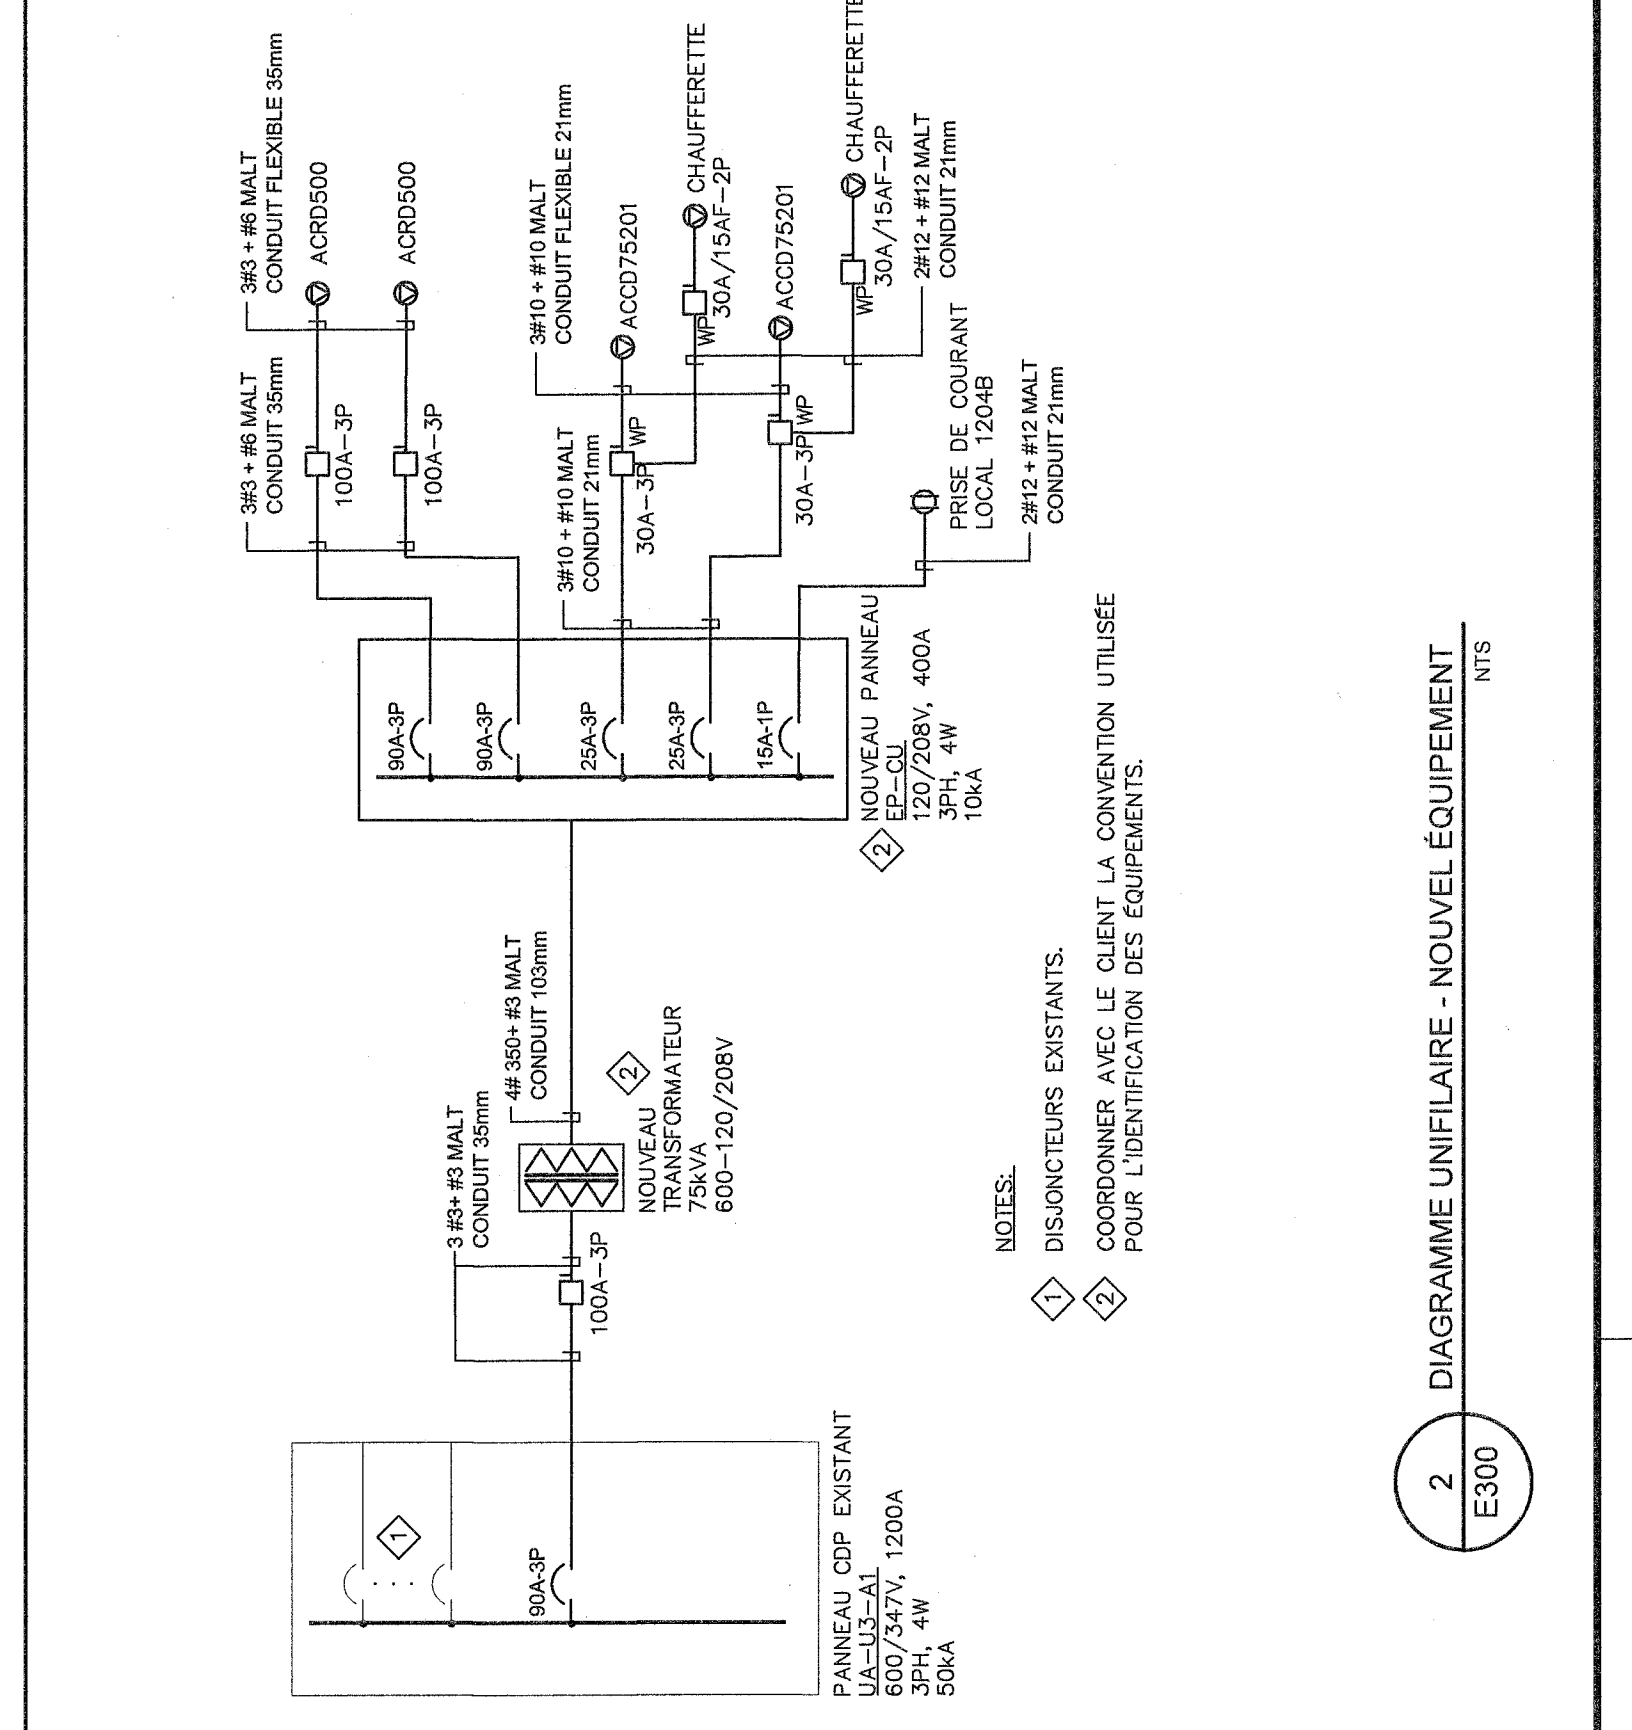 3#3 + #6 MALT
CONDUIT FLEXIBLE 35mm
3#3 + #6 MALT
CONDUIT 35mm
ACRD500
100A-3P
ACRD500
100A-3P
3#10 + #10 MALT
CONDUIT FLEXIBLE 21mm
3#10 + #10 MALT
CONDUIT 21mm
ACCD75201
WP
30A-3P
CHAUFFERETTE
30A/15AF-2P
WP
ACCD75201
WP
30A-3P
CHAUFFERETTE
30A/15AF-2P
WP
2#12 + #12 MALT
CONDUIT 21mm
PRISE DE COURANT
LOCAL 1204B
2#12 + #12 MALT
CONDUIT 21mm
90A-3P
90A-3P
25A-3P
25A-3P
15A-1P
2
NOUVEAU PANNEAU
EP-CU
120/208V, 400A
3PH, 4W
10kA
4# 350+ #3 MALT
CONDUIT 103mm
3 #3+ #3 MALT
CONDUIT 35mm
100A-3P
2
NOUVEAU
TRANSFORMATEUR
75kVA
600-120/208V
1
90A-3P
PANNEAU CDP EXISTANT
UA-U3-A1
600/347V, 1200A
3PH, 4W
50kA
NOTES:
1 DISJONCTEURS EXISTANTS.
2 COORDONNER AVEC LE CLIENT LA CONVENTION UTILISÉE
POUR L'IDENTIFICATION DES ÉQUIPEMENTS.
2
E300
DIAGRAMME UNIFILAIRE - NOUVEL ÉQUIPEMENT
NTS